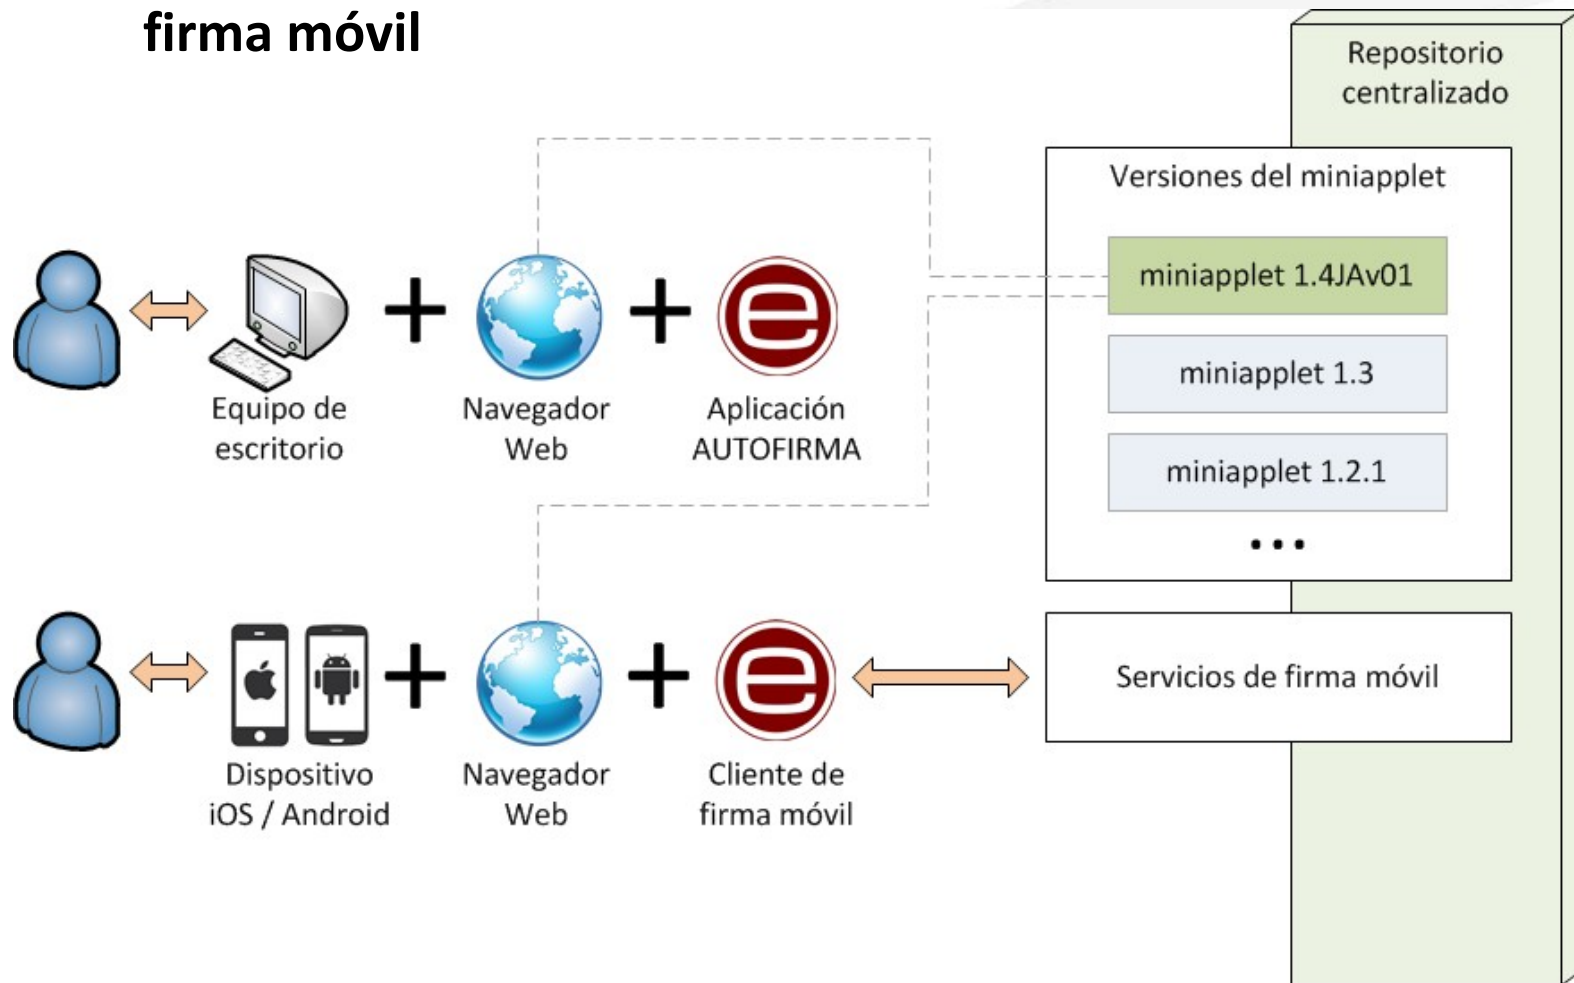 firma móvil
Repositorio
centralizado
Versiones del miniapplet
miniapplet 1.4JAv01
miniapplet 1.3
miniapplet 1.2.1
...
Equipo de
escritorio
Navegador
Web
Aplicación
AUTOFIRMA
Servicios de firma móvil
Dispositivo
iOS / Android
Navegador
Web
Cliente de
firma móvil